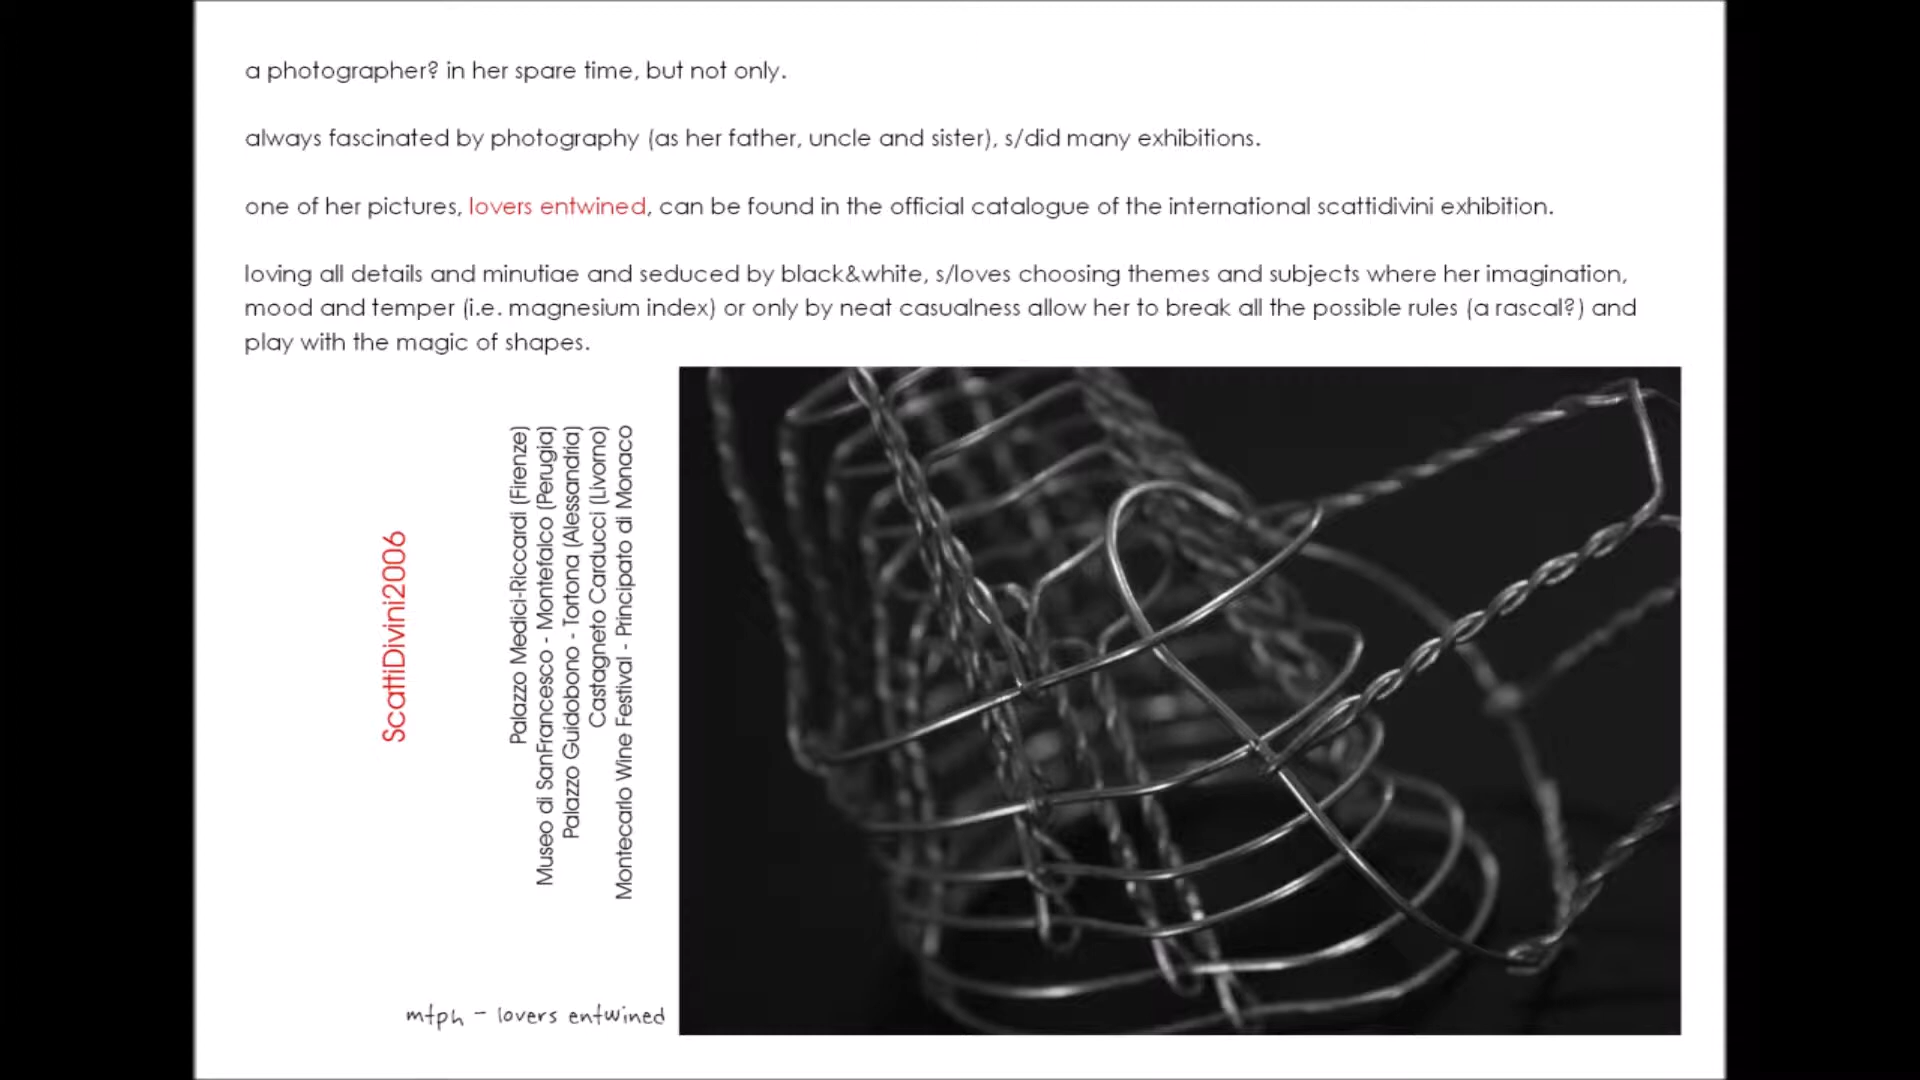 a photographer? in her spare time, but not only.
always fascinated by photography (as her father, uncle and sister), s/did many exhibitions.
one of her pictures, lovers entwined, can be found in the official catalogue of the international scattidivini exhibition.
loving all details and minutiae and seduced by black&white, s/loves choosing themes and subjects where her imagination,
mood and temper (i.e. magnesium index) or only by neat casualness allow her to break all the possible rules (a rascal?) and
play with the magic of shapes.
ScattiDivini2006
Palazzo Medici-Riccardi (Firenze)
Museo di SanFrancesco - Montefalco (Perugia)
Palazzo Guidobono - Tortona (Alessandria)
Castagneto Carducci (Livorno)
Montecarlo Wine Festival - Principato di Monaco
mtph - lovers entwined